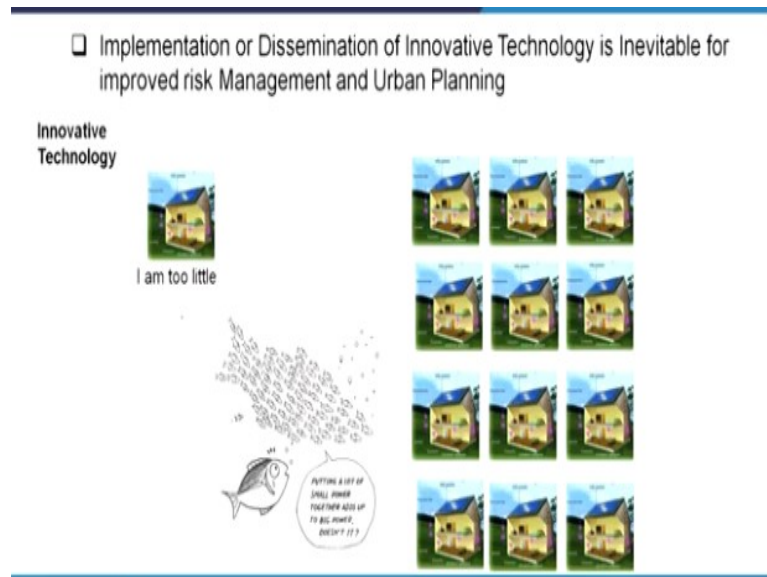 Implementation or Dissemination of Innovative Technology is Inevitable for
improved risk Management and Urban Planning
Innovative
Technology
I am too little
PUTTING A LOT OF
SMALL POWER
TOGETHER ADDS UP
TO BIG POWER,
DOESN'T IT?